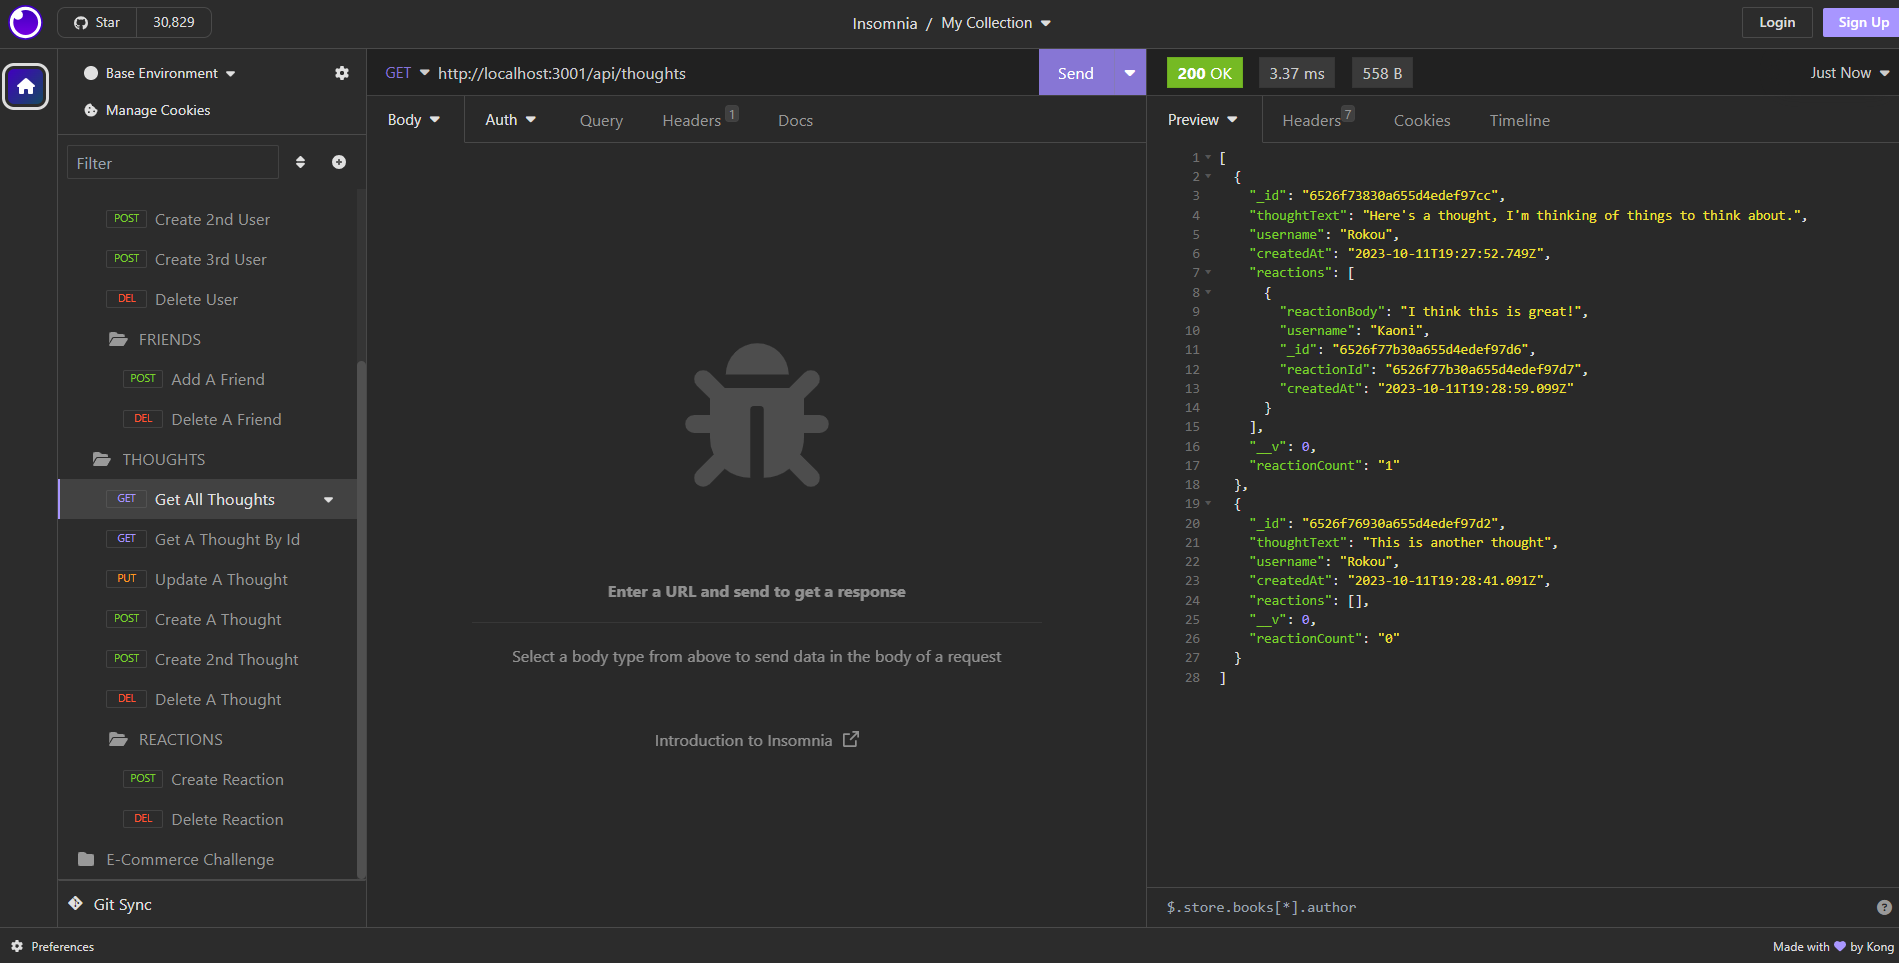 Star 30,829
Insomnia / My Collection
Login Sign Up
Base Environment
Manage Cookies
Filter
POST Create 2nd User
POST Create 3rd User
DEL Delete User
FRIENDS
POST Add A Friend
DEL Delete A Friend
THOUGHTS
GET Get All Thoughts
GET Get A Thought By Id
PUT Update A Thought
POST Create A Thought
POST Create 2nd Thought
DEL Delete A Thought
REACTIONS
POST Create Reaction
DEL Delete Reaction
E-Commerce Challenge
Git Sync
Preferences
GET http://localhost:3001/api/thoughts Send
Body Auth Query Headers 1 Docs
Enter a URL and send to get a response
Select a body type from above to send data in the body of a request
Introduction to Insomnia
200 OK 3.37 ms 558 B Just Now
Preview Headers 7 Cookies Timeline
1 [
2 {
3 "_id": "6526f73830a655d4edef97cc",
4 "thoughtText": "Here's a thought, I'm thinking of things to think about.",
5 "username": "Rokou",
6 "createdAt": "2023-10-11T19:27:52.749Z",
7 "reactions": [
8 {
9 "reactionBody": "I think this is great!",
10 "username": "Kaoni",
11 "_id": "6526f77b30a655d4edef97d6",
12 "reactionId": "6526f77b30a655d4edef97d7",
13 "createdAt": "2023-10-11T19:28:59.099Z"
14 }
15 ],
16 "__v": 0,
17 "reactionCount": "1"
18 },
19 {
20 "_id": "6526f76930a655d4edef97d2",
21 "thoughtText": "This is another thought",
22 "username": "Rokou",
23 "createdAt": "2023-10-11T19:28:41.091Z",
24 "reactions": [],
25 "__v": 0,
26 "reactionCount": "0"
27 }
28 ]
$.store.books[*].author
Made with by Kong